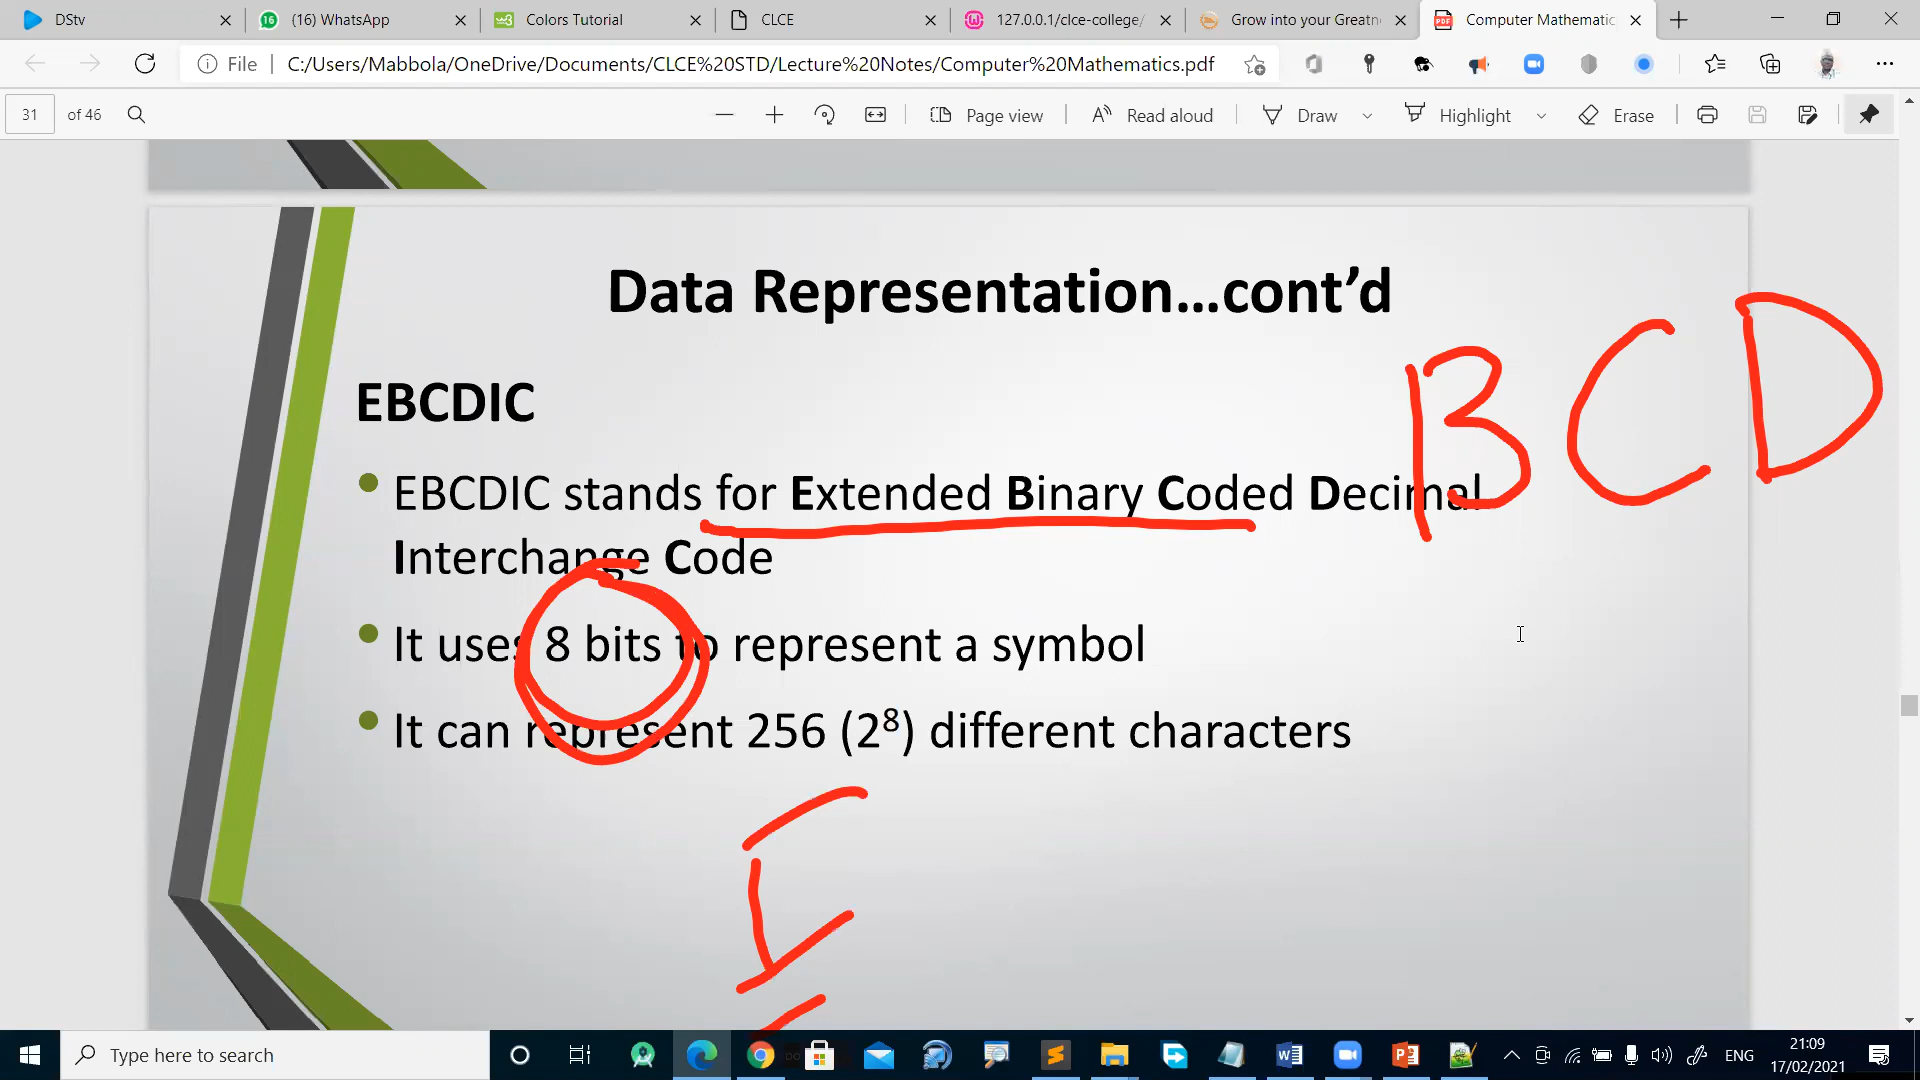 DStv
(16) WhatsApp
Colors Tutorial
CLCE
127.0.0.1/clce-college/
Grow into your Greatn
Computer Mathematic
File
C:/Users/Mabbola/OneDrive/Documents/CLCE%20STD/Lecture%20Notes/Computer%20Mathematics.pdf
31 of 46
Page view
Read aloud
Draw
Highlight
Erase
Data Representation...cont’d
BCD
EBCDIC
EBCDIC stands for Extended Binary Coded Decimal
Interchange Code
It uses 8 bits to represent a symbol
It can represent 256 (2⁸) different characters
Type here to search
ENG
21:09
17/02/2021